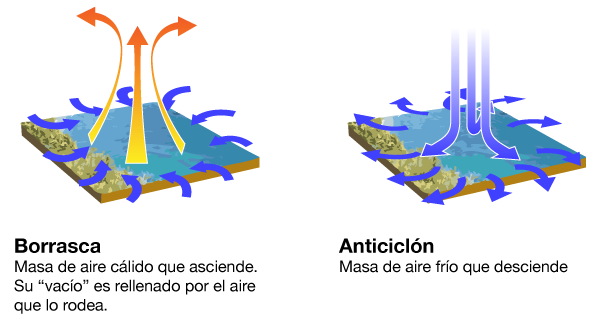 Borrasca
Masa de aire cálido que asciende.
Su “vacío” es rellenado por el aire
que lo rodea.
Anticiclón
Masa de aire frío que desciende